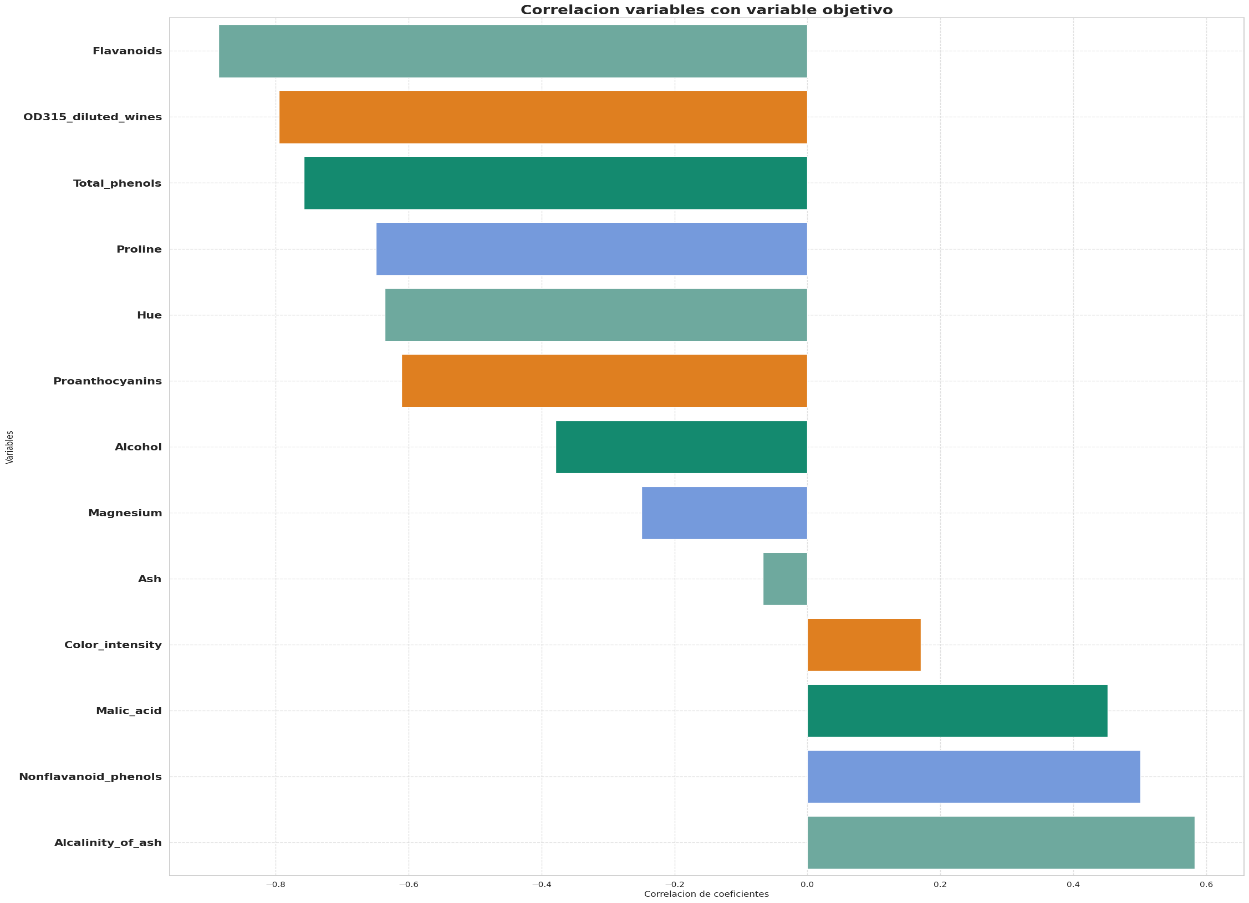 Correlacion variables con variable objetivo
Flavanoids
OD315_diluted_wines
Total_phenols
Proline
Hue
Proanthocyanins
Alcohol
Magnesium
Ash
Color_intensity
Malic_acid
Nonflavanoid_phenols
Alcalinity_of_ash
Variables
−0.8 −0.6 −0.4 −0.2 0.0 0.2 0.4 0.6
Correlacion de coeficientes